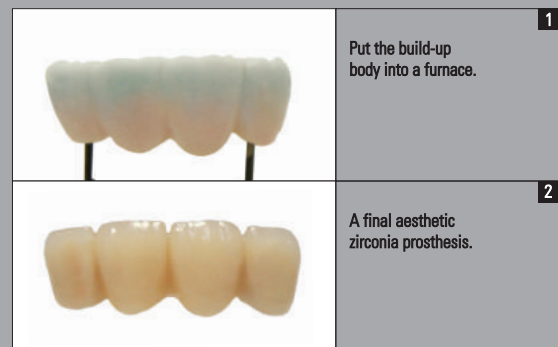 1
Put the build-up
body into a furnace.
2
A final aesthetic
zirconia prosthesis.